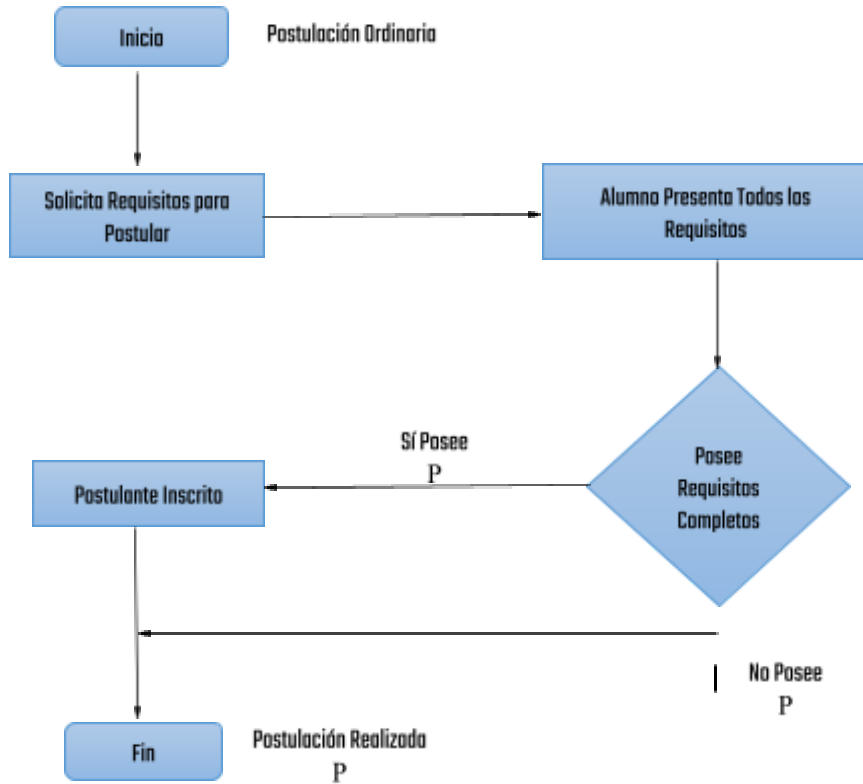 Inicio
Postulación Ordinaria
Solicita Requisitos para
Postular
Alumno Presenta Todos los
Requisitos
Posee
Requisitos
Completos
Sí Posee
P
Postulante Inscrito
No Posee
P
Fin
Postulación Realizada
P